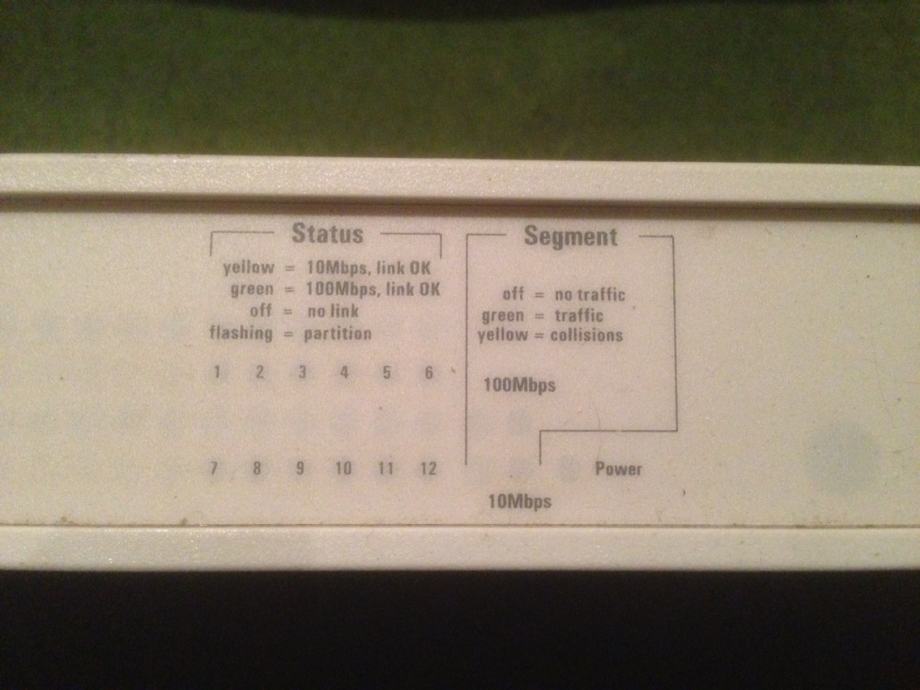 Status
yellow = 10Mbps, link OK
green = 100Mbps, link OK
off = no link
flashing = partition
1 2 3 4 5 6
7 8 9 10 11 12
Segment
off = no traffic
green = traffic
yellow = collisions
100Mbps
Power
10Mbps